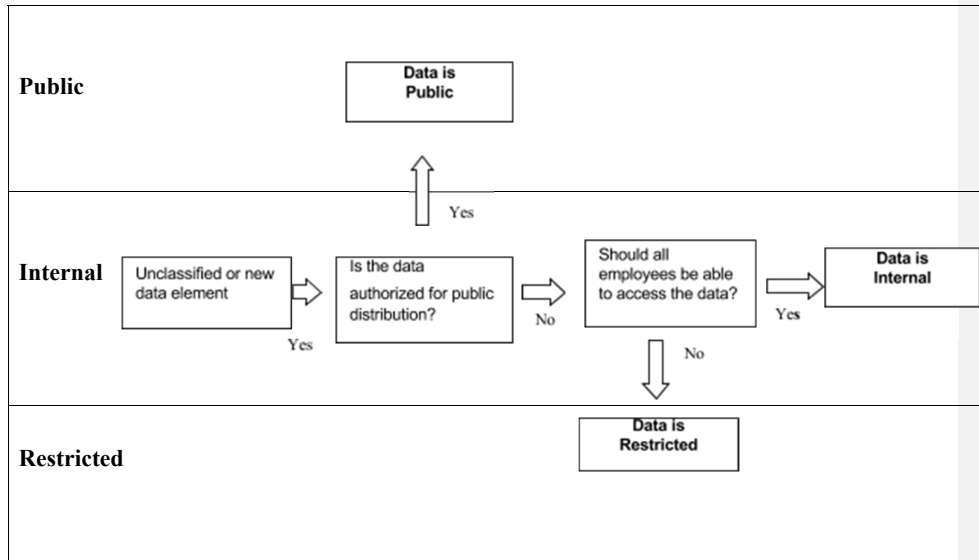 Public
Data is
Public
Yes
Internal
Unclassified or new
data element
Yes
Is the data
authorized for public
distribution?
No
Should all
employees be able
to access the data?
Yes
Data is
Internal
No
Restricted
Data is
Restricted